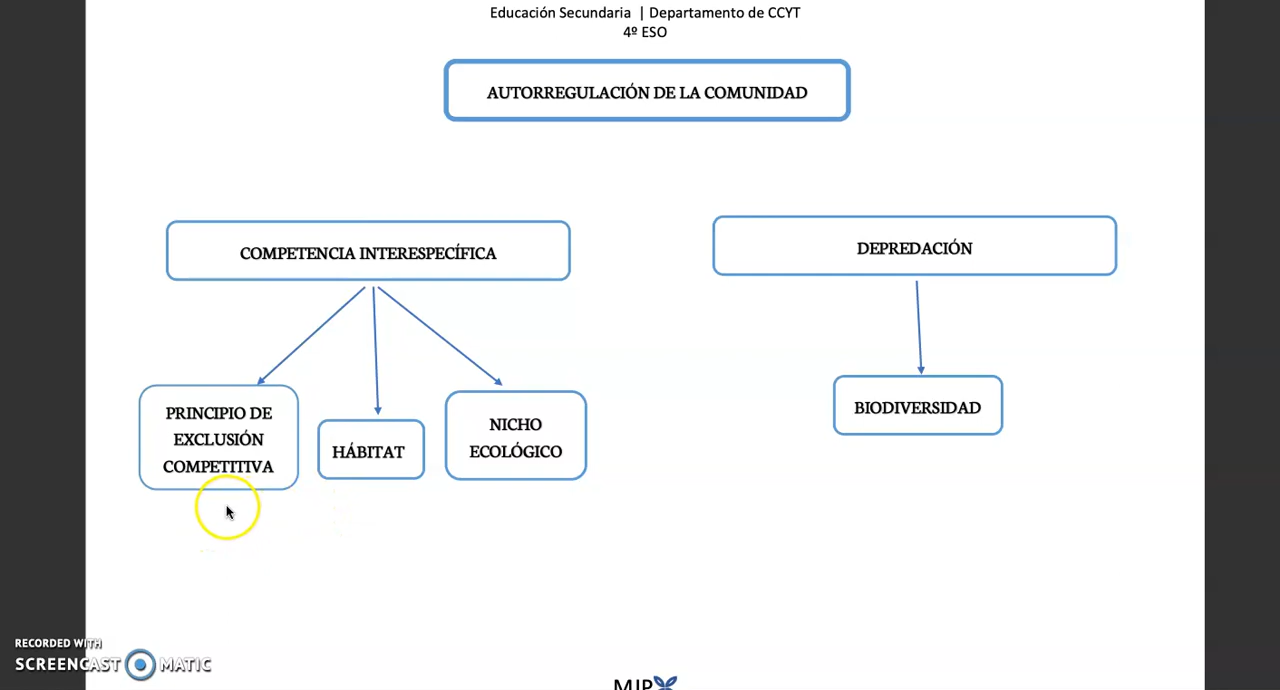 Educación Secundaria | Departamento de CCYT
4º ESO
AUTORREGULACIÓN DE LA COMUNIDAD
COMPETENCIA INTERESPECÍFICA
DEPREDACIÓN
PRINCIPIO DE
EXCLUSIÓN
COMPETITIVA
HÁBITAT
NICHO
ECOLÓGICO
BIODIVERSIDAD
RECORDED WITH
SCREENCAST MATIC